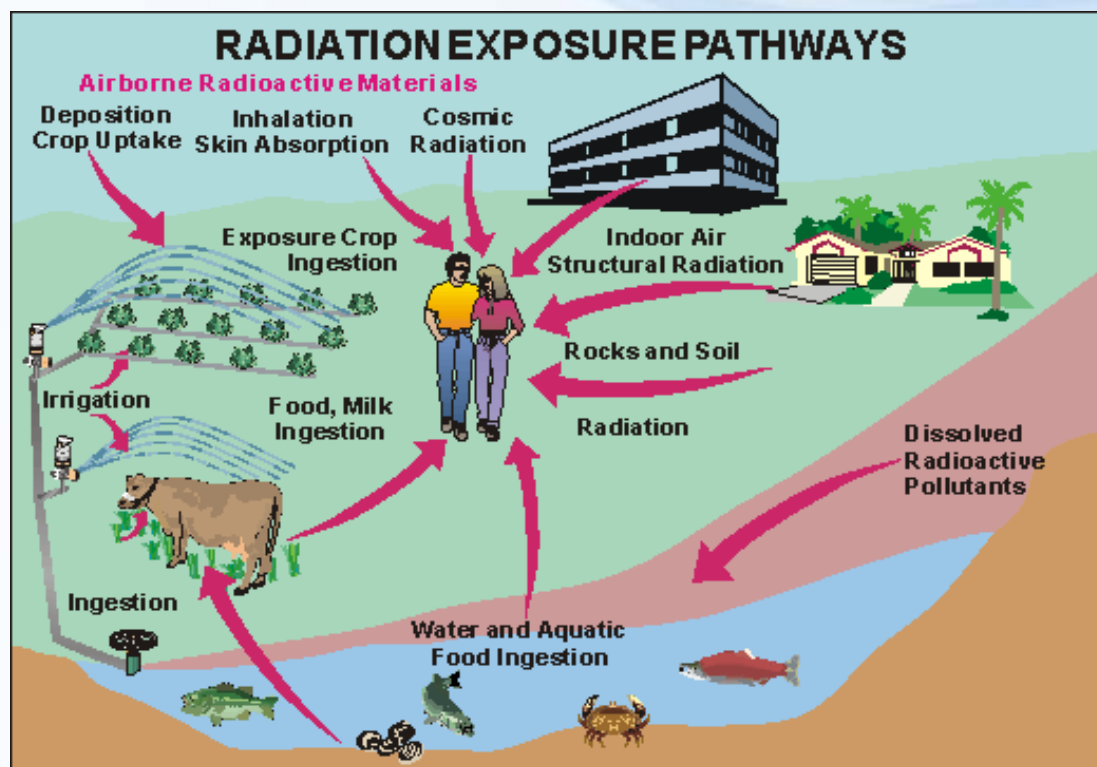 RADIATION EXPOSURE PATHWAYS
Airborne Radioactive Materials
Deposition
Crop Uptake
Inhalation
Skin Absorption
Cosmic
Radiation
Exposure Crop
Ingestion
Indoor Air
Structural Radiation
Rocks and Soil
Radiation
Irrigation
Food, Milk
Ingestion
Dissolved
Radioactive
Pollutants
Ingestion
Water and Aquatic
Food Ingestion